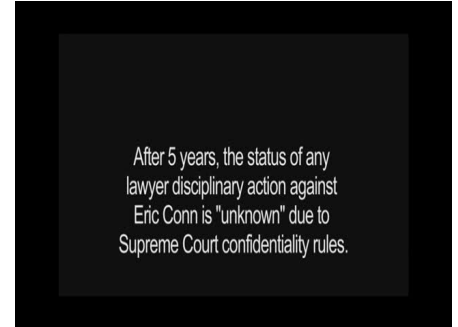 After 5 years, the status of any
lawyer disciplinary action against
Eric Conn is "unknown" due to
Supreme Court confidentiality rules.